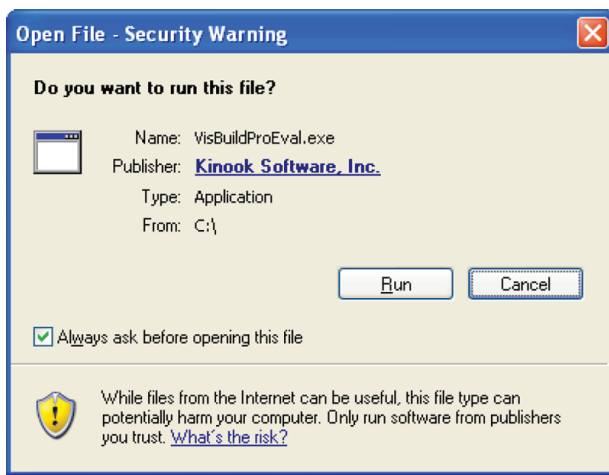 Open File - Security Warning
Do you want to run this file?
Name: VisBuildProEval.exe
Publisher: Kinook Software, Inc.
Type: Application
From: C:\
Run Cancel
Always ask before opening this file
While files from the Internet can be useful, this file type can
potentially harm your computer. Only run software from publishers
you trust. What's the risk?